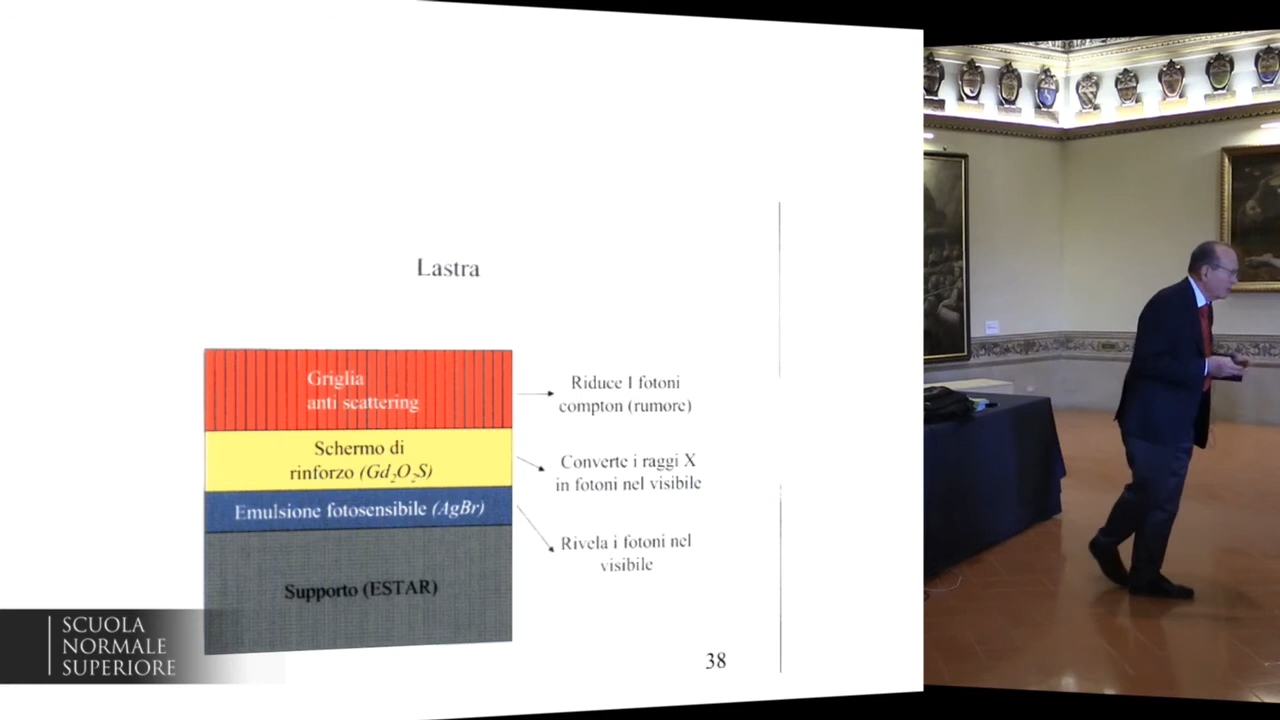 Lastra
Griglia
anti scattering
Riduce I fotoni
compton (rumore)
Schermo di
rinforzo (Gd₂O₂S)
Converte i raggi X
in fotoni nel visibile
Emulsione fotosensibile (AgBr)
Rivela i fotoni nel
visibile
Supporto (ESTAR)
38
SCUOLA
NORMALE
SUPERIORE